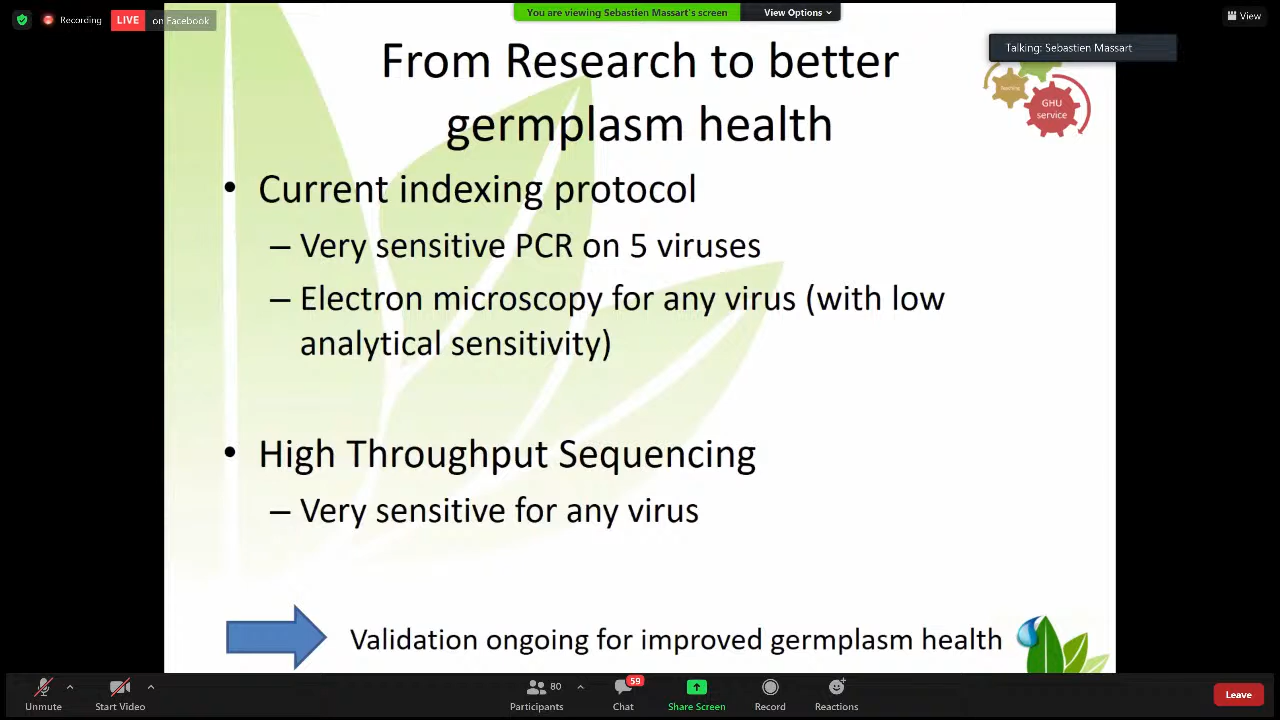 LIVE on Facebook
Recording
You are viewing Sebastien Massart's screen
View Options
View
Talking: Sebastien Massart
From Research to better
germplasm health
Teaching
GHU
service
• Current indexing protocol
– Very sensitive PCR on 5 viruses
– Electron microscopy for any virus (with low
analytical sensitivity)
• High Throughput Sequencing
– Very sensitive for any virus
Validation ongoing for improved germplasm health
Unmute
Start Video
80
Participants
59
Chat
Share Screen
Record
Reactions
Leave